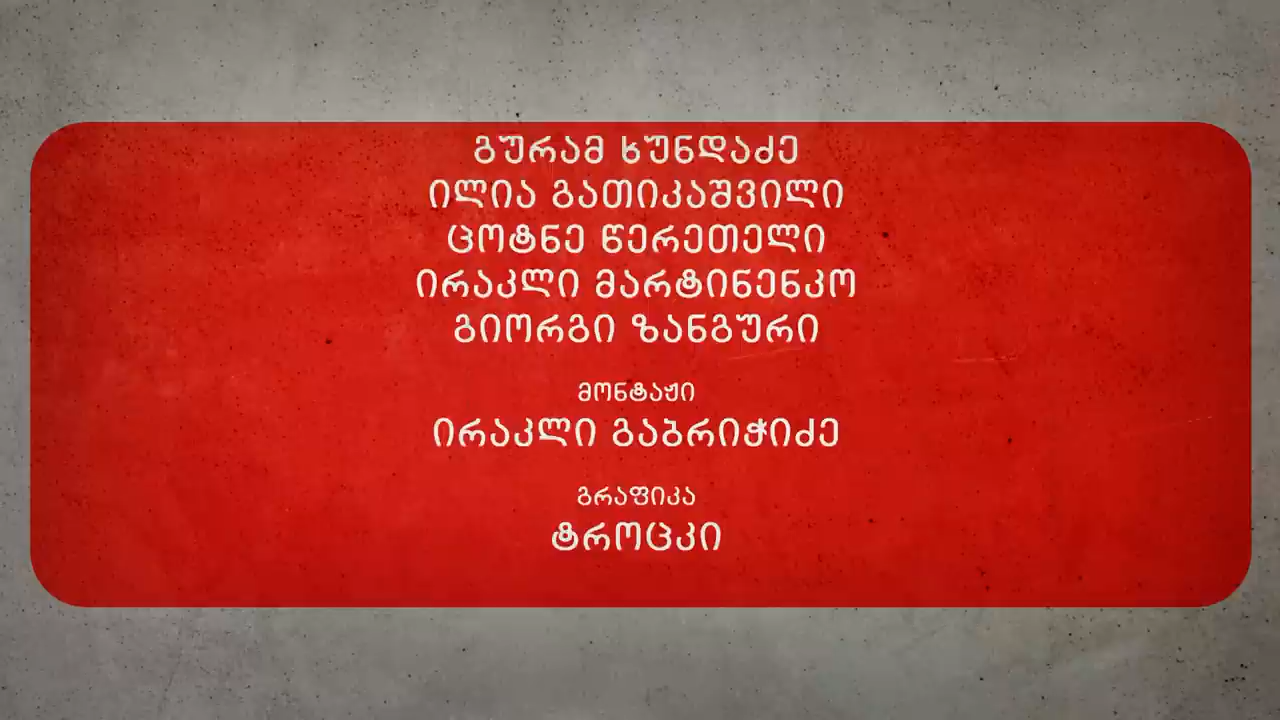 გურამ ხუნდაძე
ილია გათიკაშვილი
ცოტნე წერეთელი
ირაკლი მარტინენკო
გიორგი ზანგური
მონტაჟი
ირაკლი გაბრიჭიძე
გრაფიკა
ტროცკი